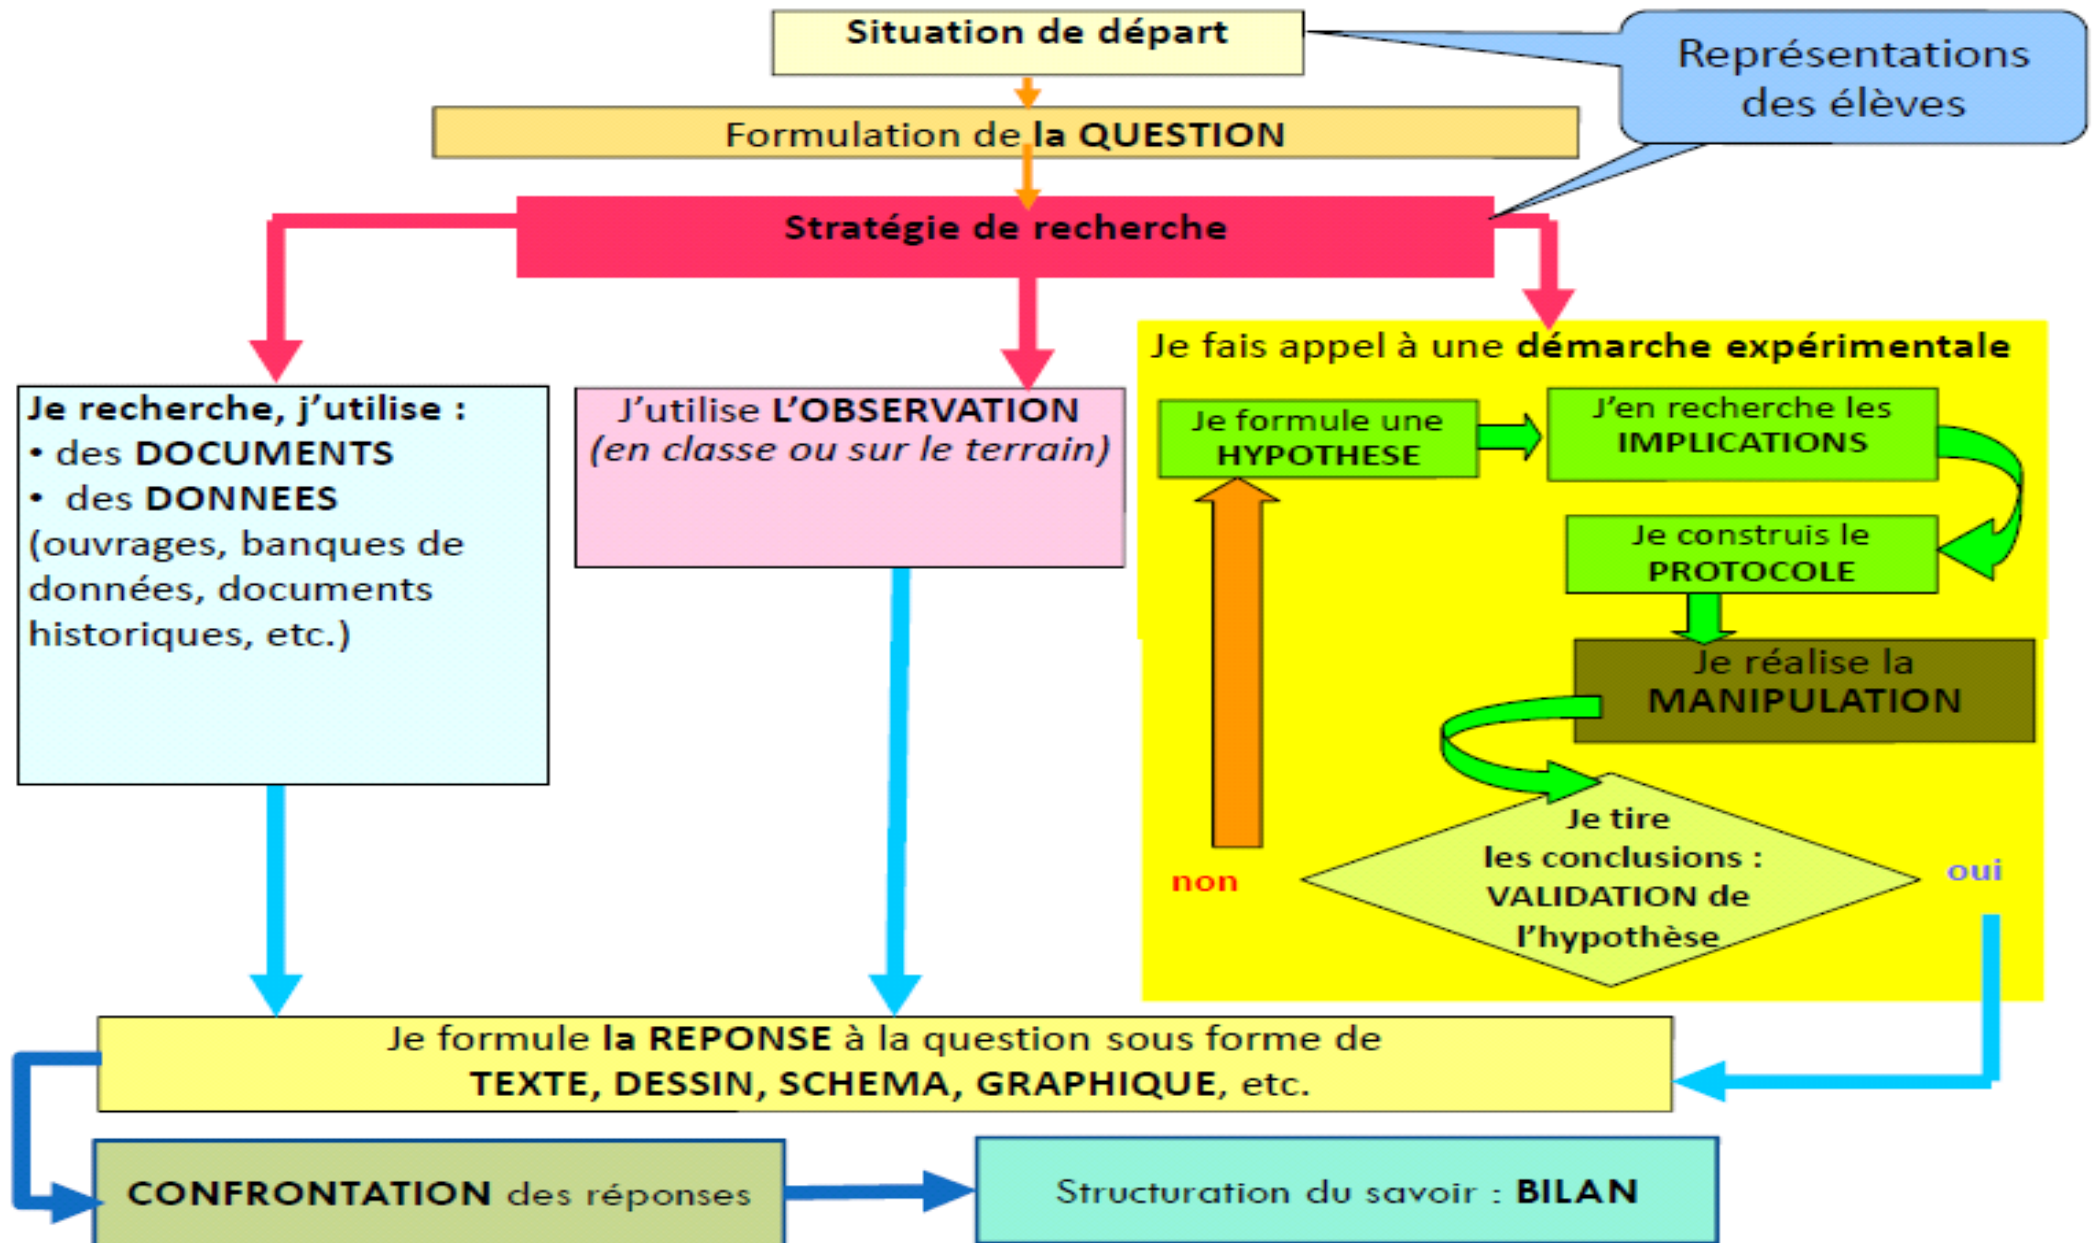 Situation de départ
Représentations
des élèves
Formulation de la QUESTION
Stratégie de recherche
Je recherche, j'utilise :
• des DOCUMENTS
• des DONNEES
(ouvrages, banques de
données, documents
historiques, etc.)
J'utilise L'OBSERVATION
(en classe ou sur le terrain)
Je fais appel à une démarche expérimentale
Je formule une
HYPOTHESE
J'en recherche les
IMPLICATIONS
Je construis le
PROTOCOLE
Je réalise la
MANIPULATION
Je tire
les conclusions :
VALIDATION de
l'hypothèse
non
oui
Je formule la REPONSE à la question sous forme de
TEXTE, DESSIN, SCHEMA, GRAPHIQUE, etc.
CONFRONTATION des réponses
Structuration du savoir : BILAN